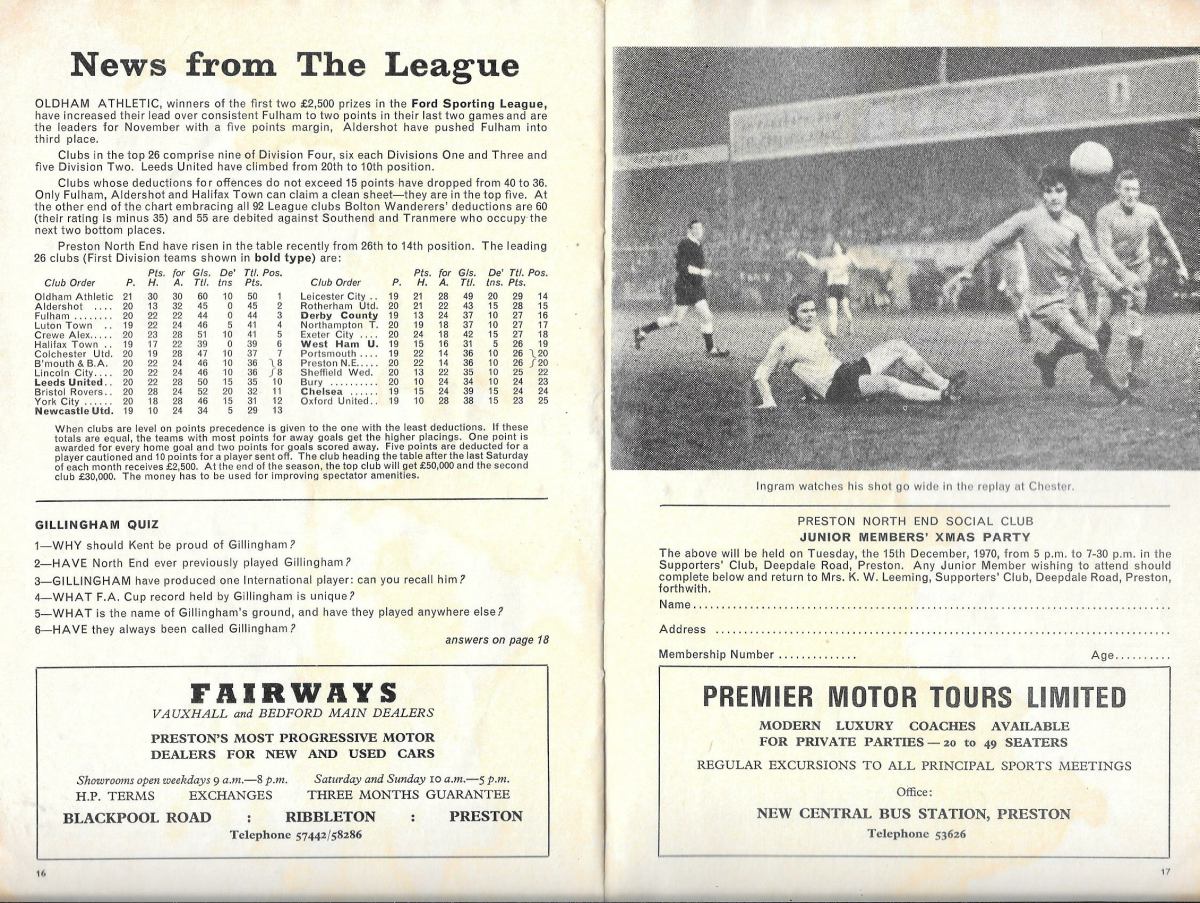 News from The League
OLDHAM ATHLETIC, winners of the first two £2,500 prizes in the Ford Sporting League,
have increased their lead over consistent Fulham to two points in their last two games and are
the leaders for November with a five points margin, Aldershot have pushed Fulham into
third place.
Clubs in the top 26 comprise nine of Division Four, six each Divisions One and Three and
five Division Two. Leeds United have climbed from 20th to 10th position.
Clubs whose deductions for offences do not exceed 15 points have dropped from 40 to 36.
Only Fulham, Aldershot and Halifax Town can claim a clean sheet—they are in the top five. At
the other end of the chart embracing all 92 League clubs Bolton Wanderers' deductions are 60
(their rating is minus 35) and 55 are debited against Southend and Tranmere who occupy the
next two bottom places.
Preston North End have risen in the table recently from 26th to 14th position. The leading
26 clubs (First Division teams shown in bold type) are:
Pts. for Gls. De' Ttl. Pos.
Club Order P. H. A. Ttl. Ins Pts.
Oldham Athletic 21 30 30 60 10 50 1
Aldershot .... 20 13 32 45 0 45 2
Fulham ........ 20 22 22 44 0 44 3
Luton Town .. 19 22 24 46 5 41 4
Crewe Alex.... 20 23 28 51 10 41 5
Halifax Town .. 19 17 22 39 0 39 6
Colchester Utd. 20 19 28 47 10 37 7
B'mouth & B.A. 20 22 24 46 10 36 }8
Lincoln City.... 20 22 24 46 10 36 }8
Leeds United.. 20 22 28 50 15 35 10
Bristol Rovers.. 20 28 24 52 20 32 11
York City ...... 20 18 28 46 15 31 12
Newcastle Utd. 19 10 24 34 5 29 13
Pts. for Gls. De' Ttl. Pos.
Club Order P. H. A. Ttl. Ins. Pts.
Leicester City .. 19 21 28 49 20 29 14
Rotherham Utd. 20 21 22 43 15 28 15
Derby County 19 13 24 37 10 27 16
Northampton T. 20 19 18 37 10 27 17
Exeter City .... 20 24 18 42 15 27 18
West Ham U. 19 15 16 31 5 26 19
Portsmouth .... 19 22 14 36 10 26 }20
Preston N.E..... 20 22 14 36 10 26 }20
Sheffield Wed. 20 13 22 35 10 25 22
Bury .......... 20 10 24 34 10 24 23
Chelsea ...... 19 15 24 39 15 24 24
Oxford United.. 19 10 28 38 15 23 25
When clubs are level on points precedence is given to the one with the least deductions. If these
totals are equal, the teams with most points for away goals get the higher placings. One point is
awarded for every home goal and two points for goals scored away. Five points are deducted for a
player cautioned and 10 points for a player sent off. The club heading the table after the last Saturday
of each month receives £2,500. At the end of the season, the top club will get £50,000 and the second
club £30,000. The money has to be used for improving spectator amenities.
GILLINGHAM QUIZ
1—WHY should Kent be proud of Gillingham?
2—HAVE North End ever previously played Gillingham?
3—GILLINGHAM have produced one International player: can you recall him?
4—WHAT F.A. Cup record held by Gillingham is unique?
5—WHAT is the name of Gillingham's ground, and have they played anywhere else?
6—HAVE they always been called Gillingham?
answers on page 18
FAIRWAYS
VAUXHALL and BEDFORD MAIN DEALERS
PRESTON'S MOST PROGRESSIVE MOTOR
DEALERS FOR NEW AND USED CARS
Showrooms open weekdays 9 a.m.—8 p.m. Saturday and Sunday 10 a.m.—5 p.m.
H.P. TERMS EXCHANGES THREE MONTHS GUARANTEE
BLACKPOOL ROAD : RIBBLETON : PRESTON
Telephone 57442/58286
16
Ingram watches his shot go wide in the replay at Chester.
PRESTON NORTH END SOCIAL CLUB
JUNIOR MEMBERS' XMAS PARTY
The above will be held on Tuesday, the 15th December, 1970, from 5 p.m. to 7-30 p.m. in the
Supporters' Club, Deepdale Road, Preston. Any Junior Member wishing to attend should
complete below and return to Mrs. K. W. Leeming, Supporters' Club, Deepdale Road, Preston,
forthwith.
Name
Address
Membership Number ............. Age..........
PREMIER MOTOR TOURS LIMITED
MODERN LUXURY COACHES AVAILABLE
FOR PRIVATE PARTIES — 20 to 49 SEATERS
REGULAR EXCURSIONS TO ALL PRINCIPAL SPORTS MEETINGS
Office:
NEW CENTRAL BUS STATION, PRESTON
Telephone 53626
17